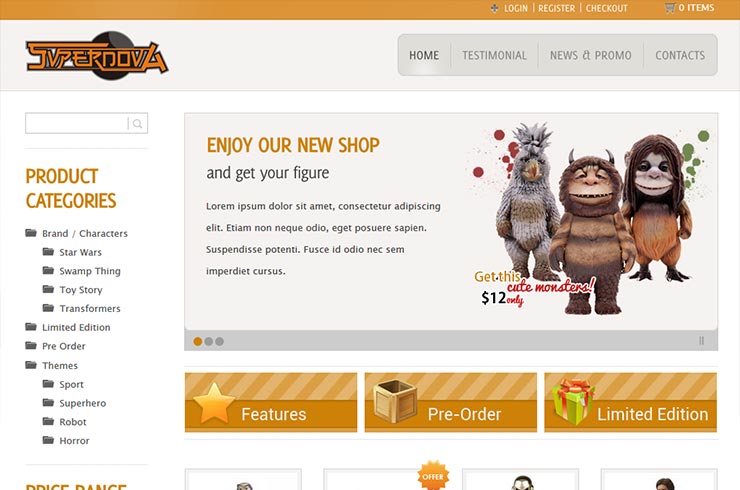 LOGIN | REGISTER | CHECKOUT
0 ITEMS
SUPERNOVA
HOME
TESTIMONIAL
NEWS & PROMO
CONTACTS
PRODUCT
CATEGORIES
Brand / Characters
Star Wars
Swamp Thing
Toy Story
Transformers
Limited Edition
Pre Order
Themes
Sport
Superhero
Robot
Horror
PRICE RANGE
ENJOY OUR NEW SHOP
and get your figure
Lorem ipsum dolor sit amet, consectetur adipiscing
elit. Etiam non neque odio, eget posuere sapien.
Suspendisse potenti. Fusce id odio nec sem
imperdiet cursus.
Get this
cute monsters!
$12 only
Features
Pre-Order
Limited Edition
OFFER